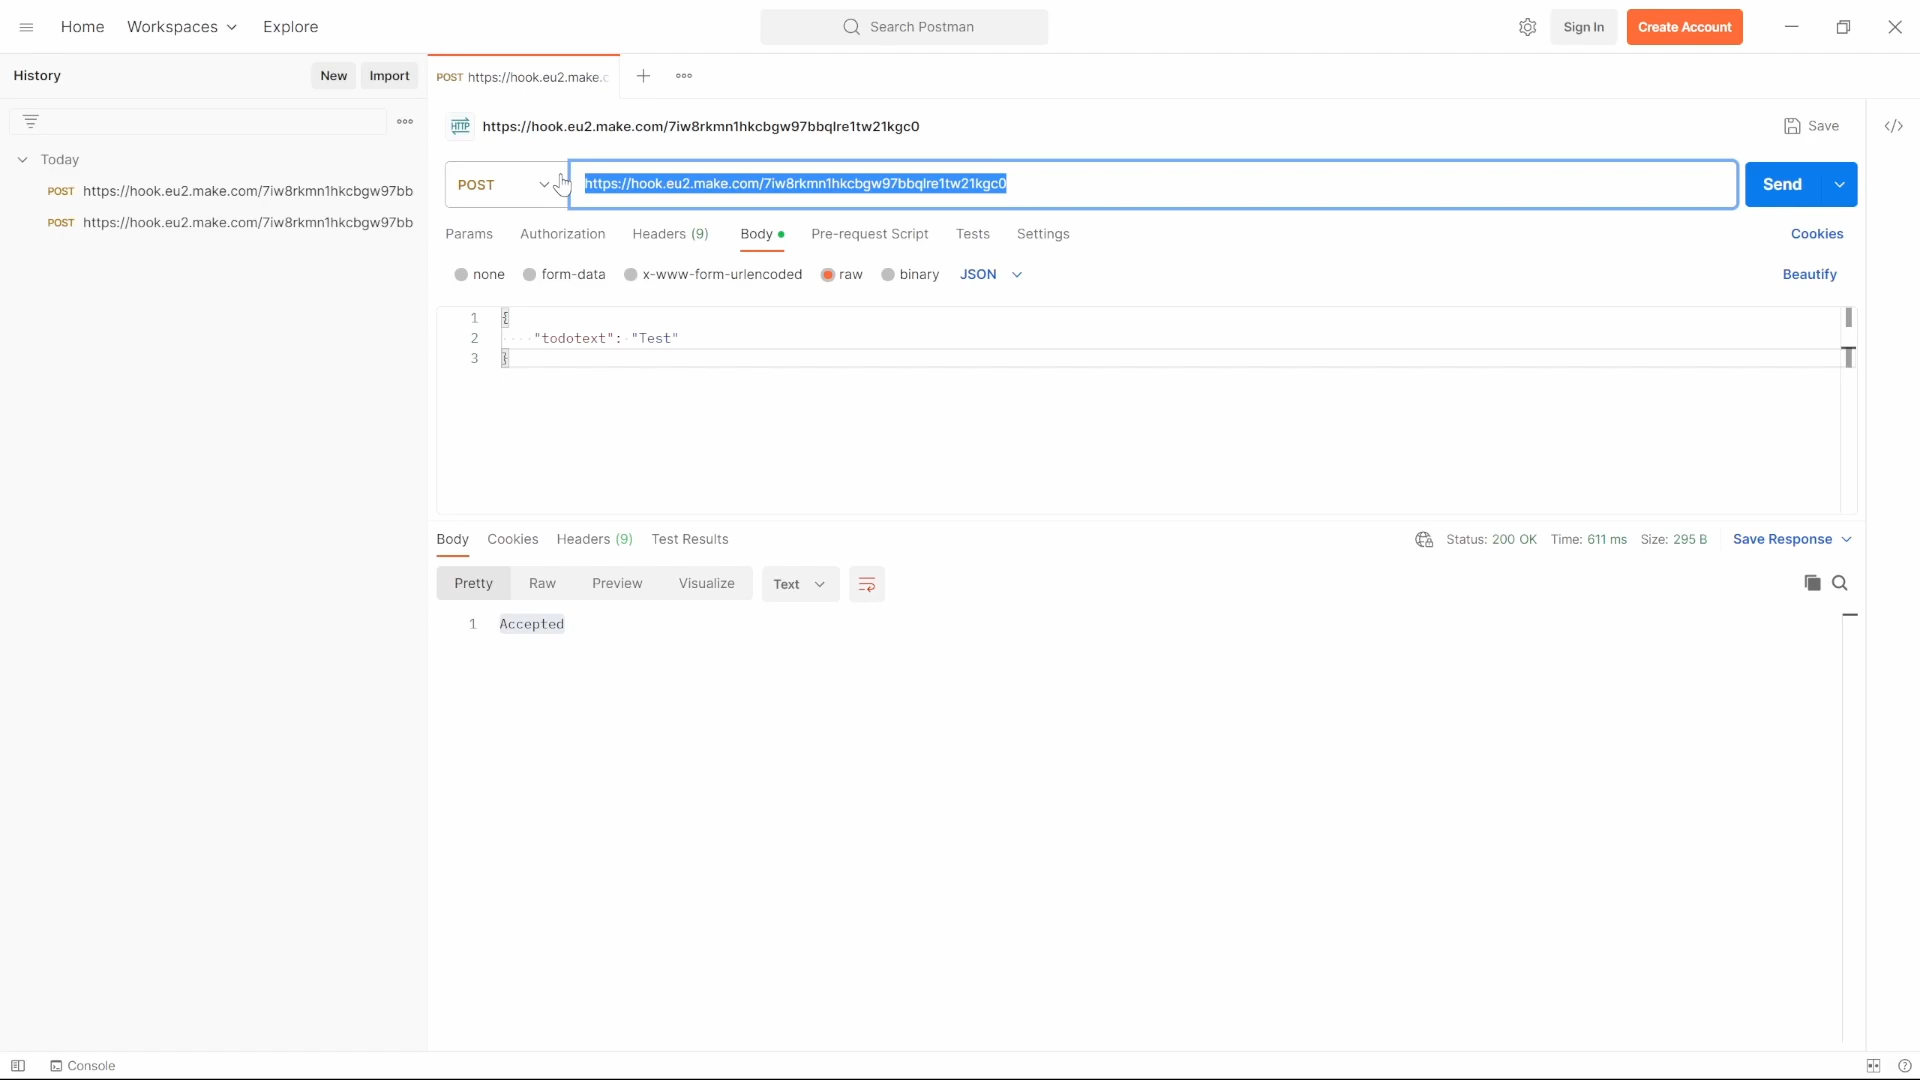 Home Workspaces Explore
Search Postman
Sign In
Create Account
History
New
Import
POST https://hook.eu2.make.c
HTTP https://hook.eu2.make.com/7iw8rkmn1hkcbgw97bbqlre1tw21kgc0
Save
Today
POST https://hook.eu2.make.com/7iw8rkmn1hkcbgw97bb
POST https://hook.eu2.make.com/7iw8rkmn1hkcbgw97bb
POST
https://hook.eu2.make.com/7iw8rkmn1hkcbgw97bbqlre1tw21kgc0
Send
Params Authorization Headers (9) Body Pre-request Script Tests Settings
Cookies
none form-data x-www-form-urlencoded raw binary JSON
Beautify
1 {
2 "todotext": "Test"
3 }
Body Cookies Headers (9) Test Results
Status: 200 OK Time: 611 ms Size: 295 B
Save Response
Pretty Raw Preview Visualize Text
1 Accepted
Console